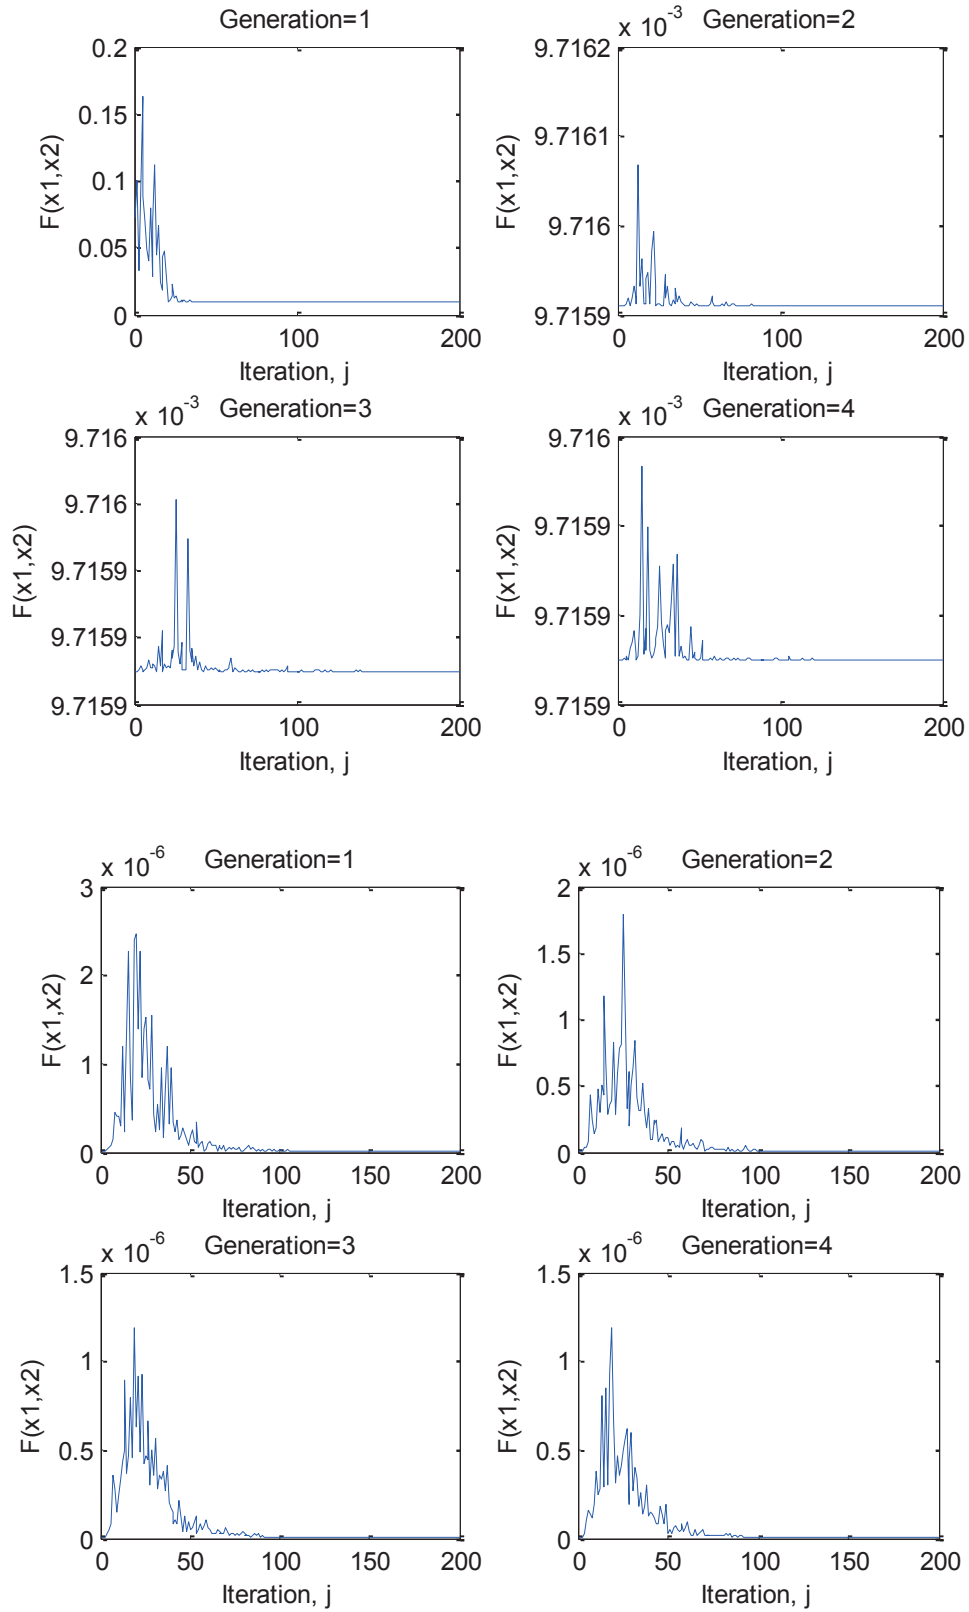 Generation=1
0.2
0.15
0.1
0.05
0
F(x1,x2)
0 100 200
Iteration, j
x 10^-3 Generation=2
9.7162
9.7161
9.716
9.7159
F(x1,x2)
0 100 200
Iteration, j
x 10^-3 Generation=3
9.716
9.716
9.7159
9.7159
9.7159
F(x1,x2)
0 100 200
Iteration, j
x 10^-3 Generation=4
9.716
9.7159
9.7159
9.7159
F(x1,x2)
0 100 200
Iteration, j
x 10^-6 Generation=1
3
2
1
0
F(x1,x2)
0 50 100 150 200
Iteration, j
x 10^-6 Generation=2
2
1.5
1
0.5
0
F(x1,x2)
0 50 100 150 200
Iteration, j
x 10^-6 Generation=3
1.5
1
0.5
0
F(x1,x2)
0 50 100 150 200
Iteration, j
x 10^-6 Generation=4
1.5
1
0.5
0
F(x1,x2)
0 50 100 150 200
Iteration, j